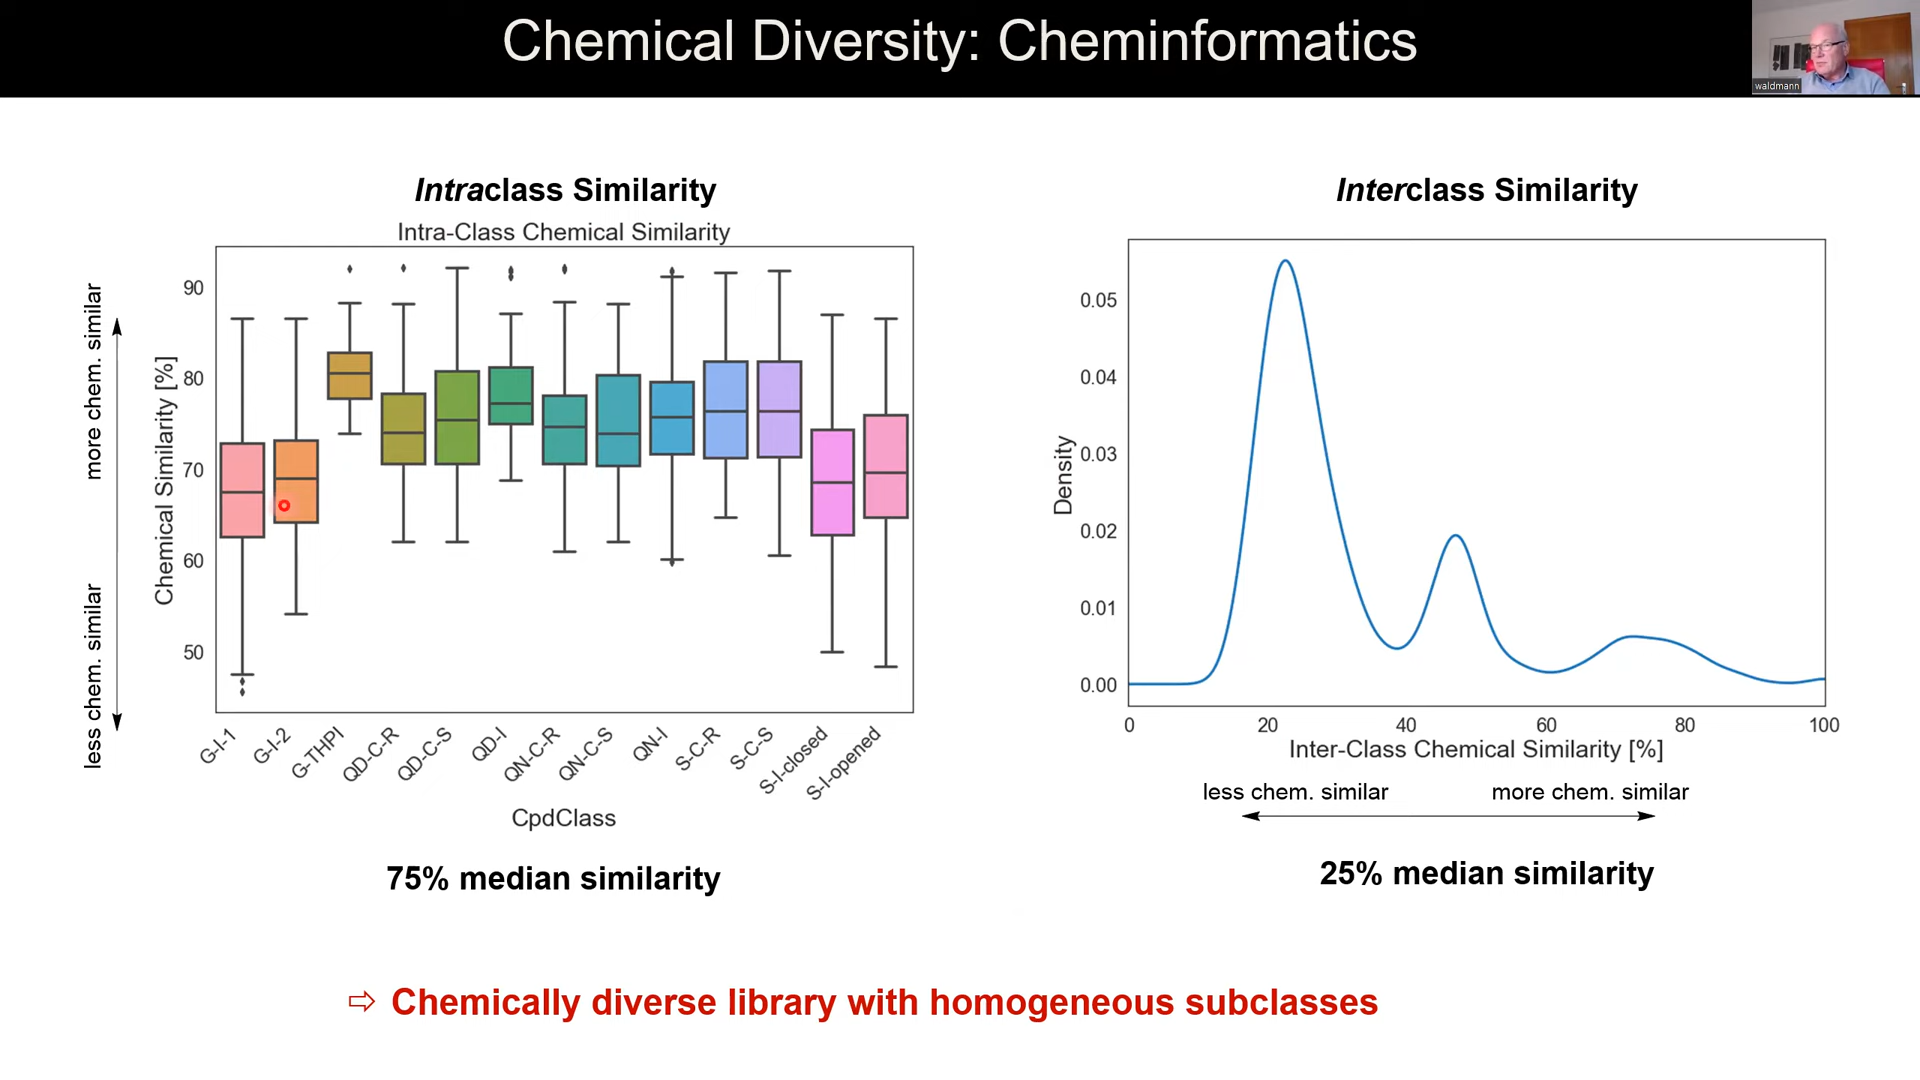 Chemical Diversity: Cheminformatics
waldmann
Intraclass Similarity
Intra-Class Chemical Similarity
more chem. similar
less chem. similar
Chemical Similarity [%]
90
80
70
60
50
G-I-1
G-I-2
G-THPI
QD-C-R
QD-C-S
QD-I
QN-C-R
QN-C-S
QN-I
S-C-R
S-C-S
S-I-closed
S-I-opened
CpdClass
75% median similarity
Interclass Similarity
Density
0.05
0.04
0.03
0.02
0.01
0.00
0 20 40 60 80 100
Inter-Class Chemical Similarity [%]
less chem. similar more chem. similar
25% median similarity
⇨ Chemically diverse library with homogeneous subclasses